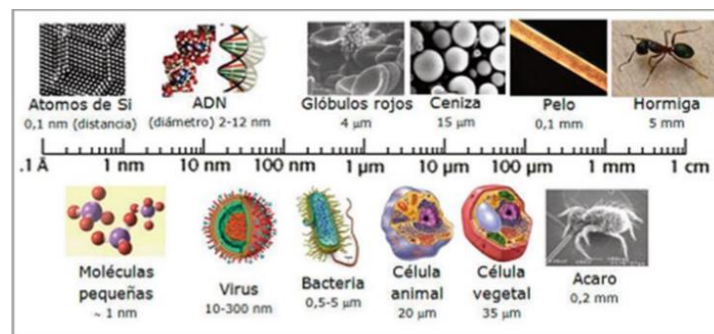 Atomos de Si
0,1 nm (distancia)
ADN
(diámetro) 2-12 nm
Glóbulos rojos
4 µm
Ceniza
15 µm
Pelo
0,1 mm
Hormiga
5 mm
.1 Å 1 nm 10 nm 100 nm 1 µm 10 µm 100 µm 1 mm 1 cm
Moléculas
pequeñas
~ 1 nm
Virus
10-300 nm
Bacteria
0,5-5 µm
Célula
animal
20 µm
Célula
vegetal
35 µm
Acaro
0,2 mm